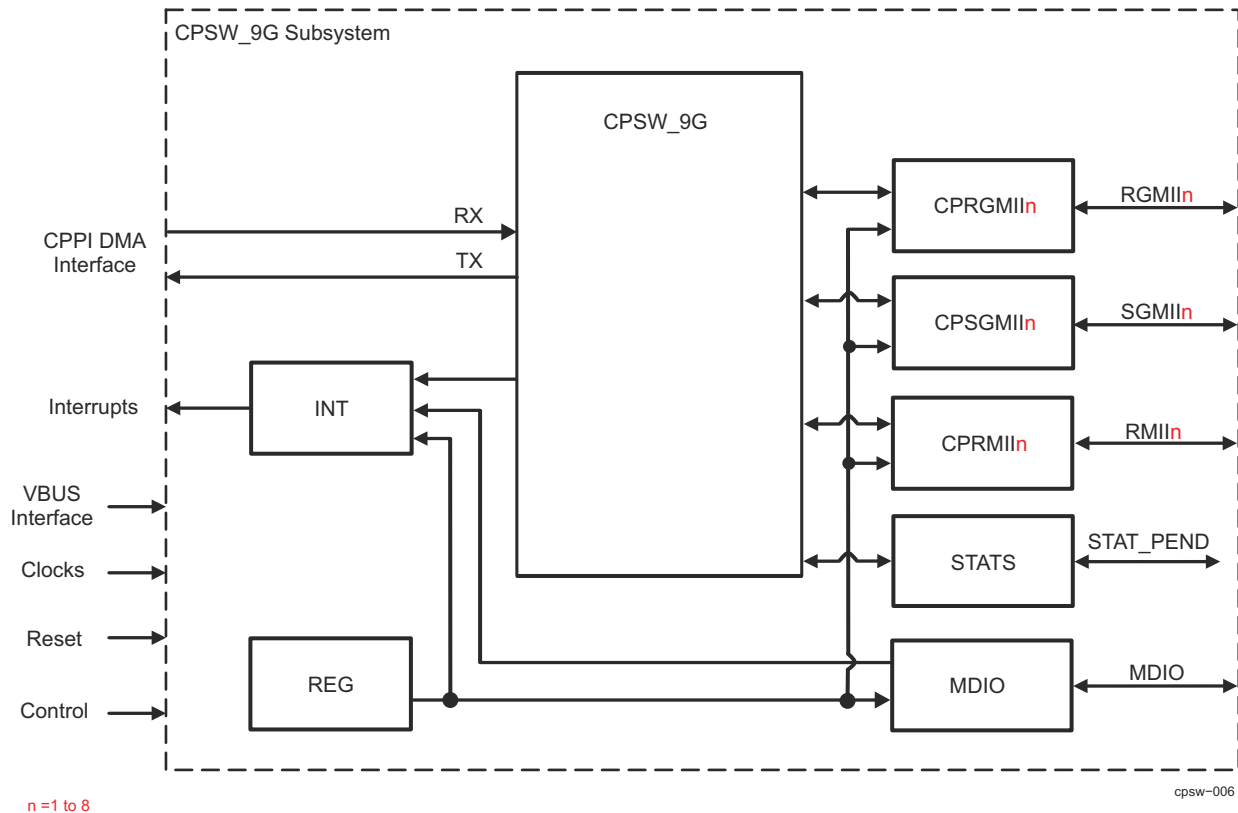 CPSW_9G Subsystem
CPSW_9G
RX
TX
CPPI DMA
Interface
CPRGMIIn
RGMIIn
CPSGMIIn
SGMIIn
Interrupts
INT
CPRMIIn
RMIIn
VBUS
Interface
STATS
STAT_PEND
Clocks
Reset
REG
MDIO
MDIO
Control
n =1 to 8
cpsw−006